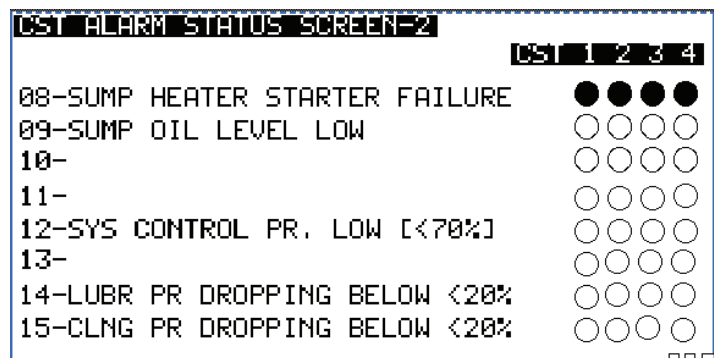 CST ALARM STATUS SCREEN-2
CST 1 2 3 4
08-SUMP HEATER STARTER FAILURE
09-SUMP OIL LEVEL LOW
10-
11-
12-SYS CONTROL PR. LOW [<70%]
13-
14-LUBR PR DROPPING BELOW <20%
15-CLNG PR DROPPING BELOW <20%